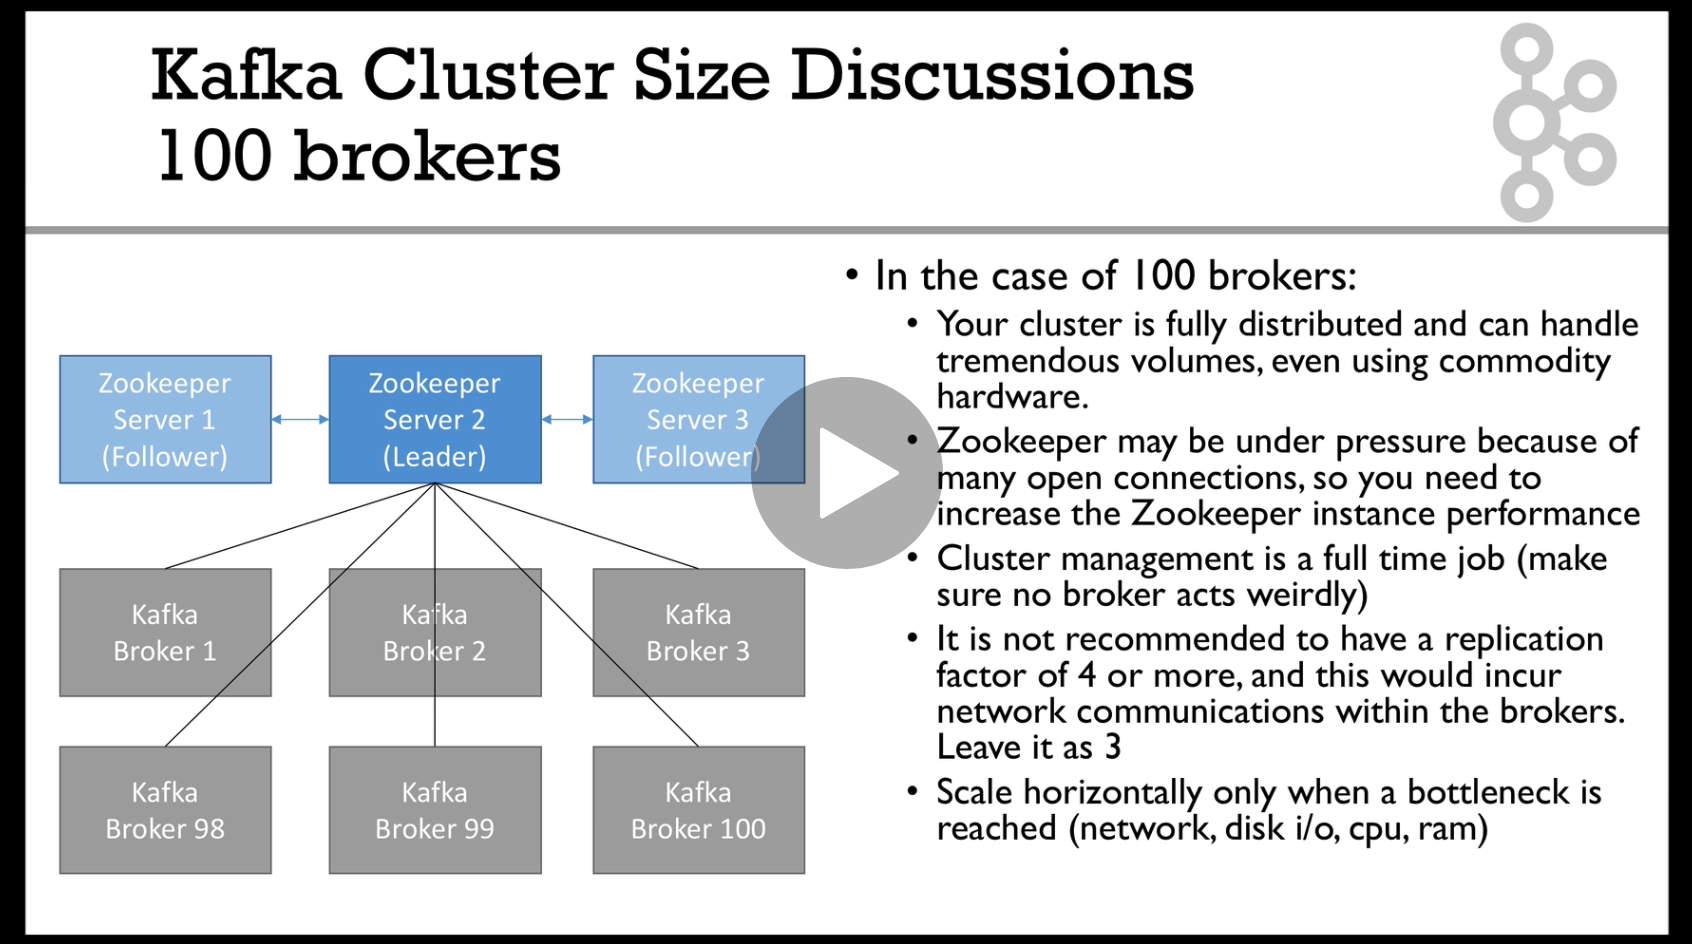 Kafka Cluster Size Discussions
100 brokers
Zookeeper
Server 1
(Follower)
Zookeeper
Server 2
(Leader)
Zookeeper
Server 3
(Follower)
Kafka
Broker 1
Kafka
Broker 2
Kafka
Broker 3
Kafka
Broker 98
Kafka
Broker 99
Kafka
Broker 100
• In the case of 100 brokers:
• Your cluster is fully distributed and can handle
tremendous volumes, even using commodity
hardware.
• Zookeeper may be under pressure because of
many open connections, so you need to
increase the Zookeeper instance performance
• Cluster management is a full time job (make
sure no broker acts weirdly)
• It is not recommended to have a replication
factor of 4 or more, and this would incur
network communications within the brokers.
Leave it as 3
• Scale horizontally only when a bottleneck is
reached (network, disk i/o, cpu, ram)